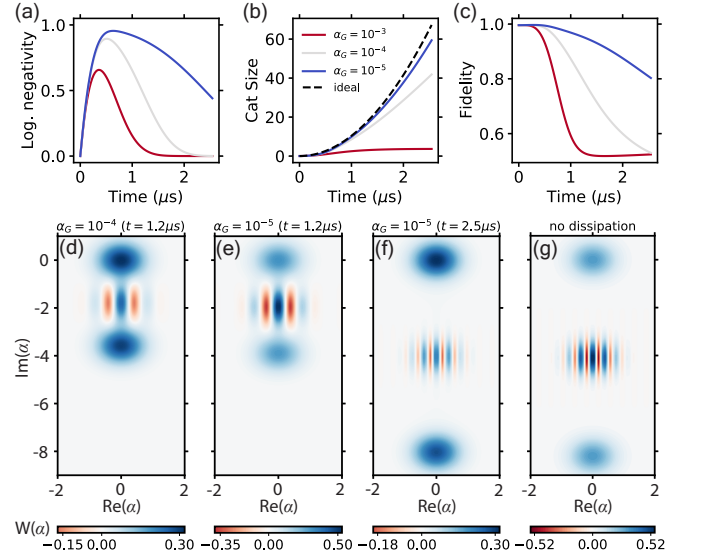 (a)
(b)
(c)
Log. negativity
1.0
0.5
0.0
0
1
2
Time (μs)
Cat Size
60
40
20
0
0
1
2
Time (μs)
α_G = 10^-3
α_G = 10^-4
α_G = 10^-5
ideal
Fidelity
1.0
0.8
0.6
0
1
2
Time (μs)
α_G = 10^-4 (t = 1.2μs)
α_G = 10^-5 (t = 1.2μs)
α_G = 10^-5 (t = 2.5μs)
no dissipation
(d)
(e)
(f)
(g)
Im(α)
0
-2
-4
-6
-8
-2 0 2
-2 0 2
-2 0 2
-2 0 2
Re(α)
Re(α)
Re(α)
Re(α)
W(α)
−0.15 0.00 0.30
−0.35 0.00 0.50
−0.18 0.00 0.30
−0.52 0.00 0.52